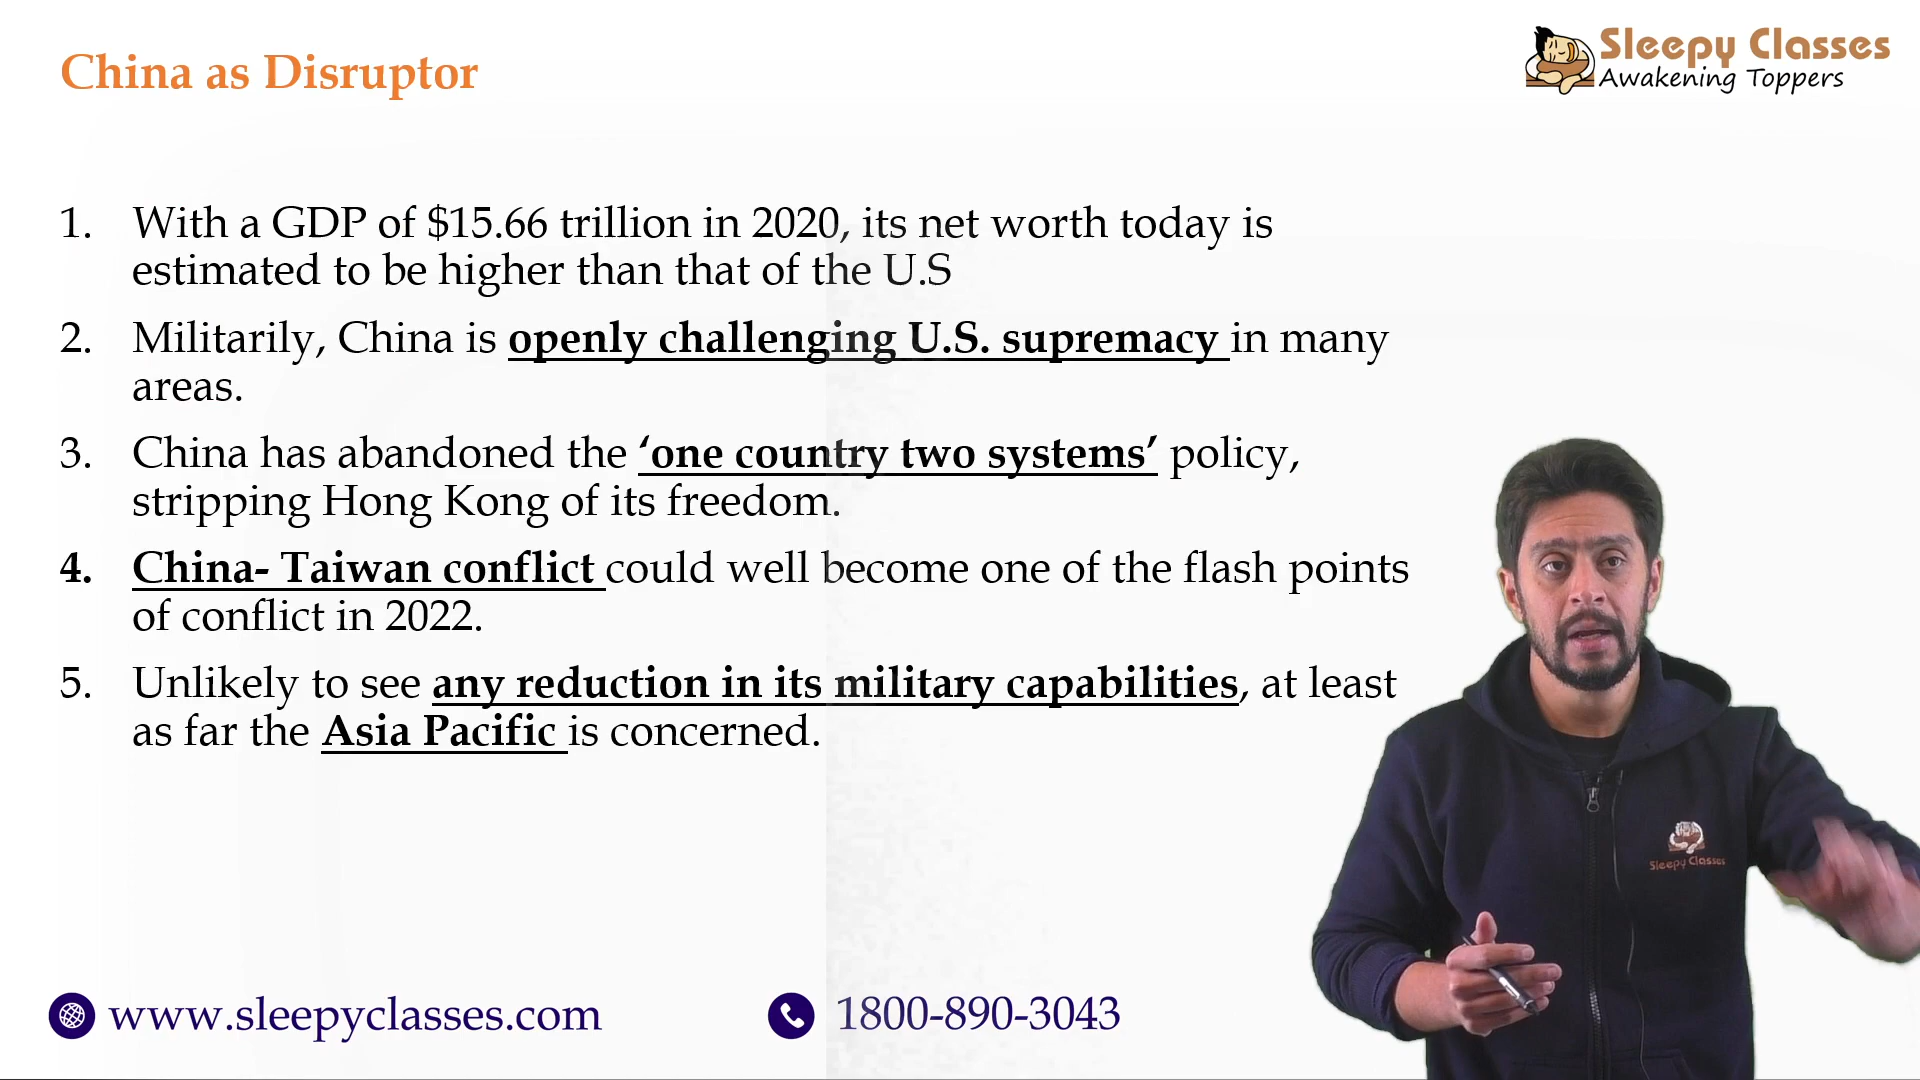 China as Disruptor
Sleepy Classes
Awakening Toppers
1. With a GDP of $15.66 trillion in 2020, its net worth today is
estimated to be higher than that of the U.S
2. Militarily, China is openly challenging U.S. supremacy in many
areas.
3. China has abandoned the ‘one country two systems’ policy,
stripping Hong Kong of its freedom.
4. China- Taiwan conflict could well become one of the flash points
of conflict in 2022.
5. Unlikely to see any reduction in its military capabilities, at least
as far the Asia Pacific is concerned.
Sleepy Classes
www.sleepyclasses.com
1800-890-3043